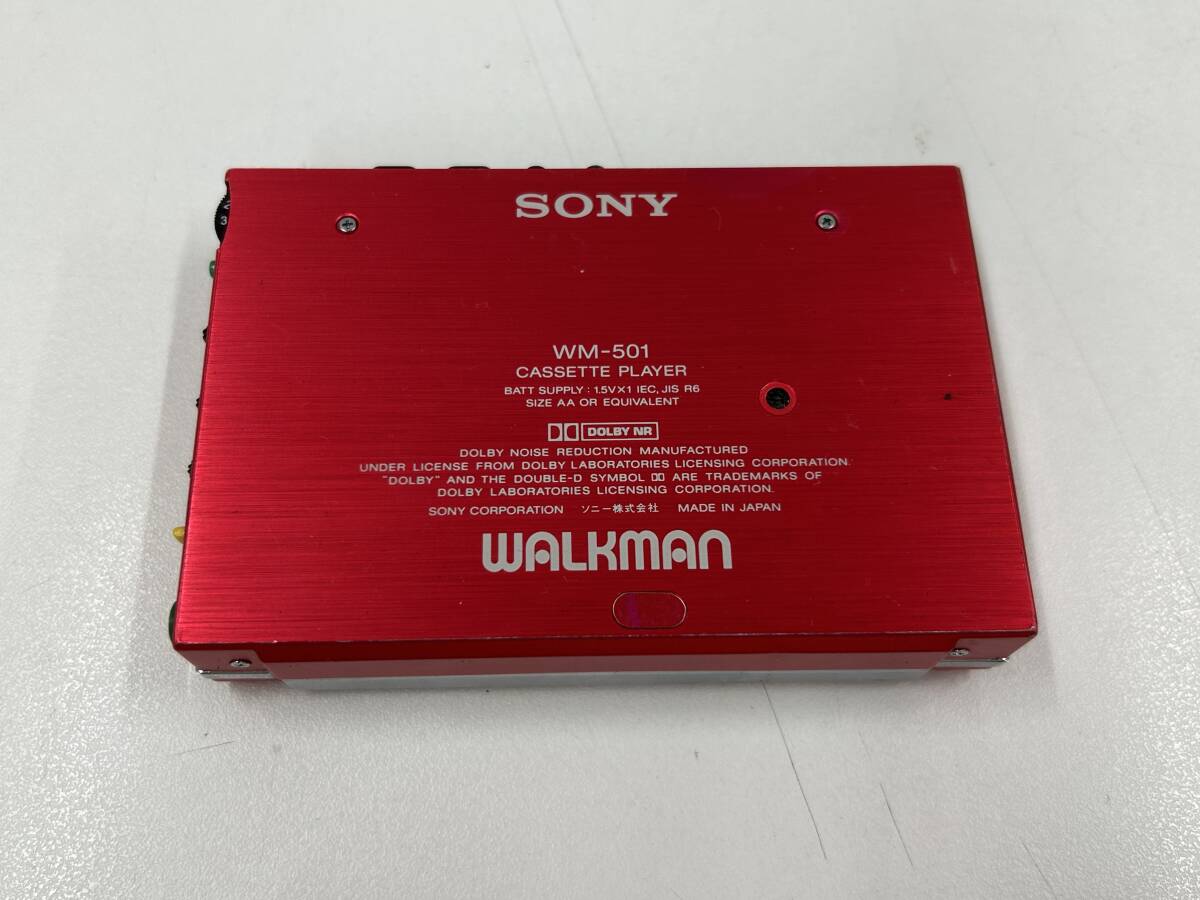 SONY
3
WM-501
CASSETTE PLAYER
BATT SUPPLY : 1.5V×1 IEC, JIS R6
SIZE AA OR EQUIVALENT
DOLBY NR
DOLBY NOISE REDUCTION MANUFACTURED
UNDER LICENSE FROM DOLBY LABORATORIES LICENSING CORPORATION.
"DOLBY" AND THE DOUBLE-D SYMBOL ARE TRADEMARKS OF
DOLBY LABORATORIES LICENSING CORPORATION.
SONY CORPORATION ソニー株式会社 MADE IN JAPAN
WALKMAN